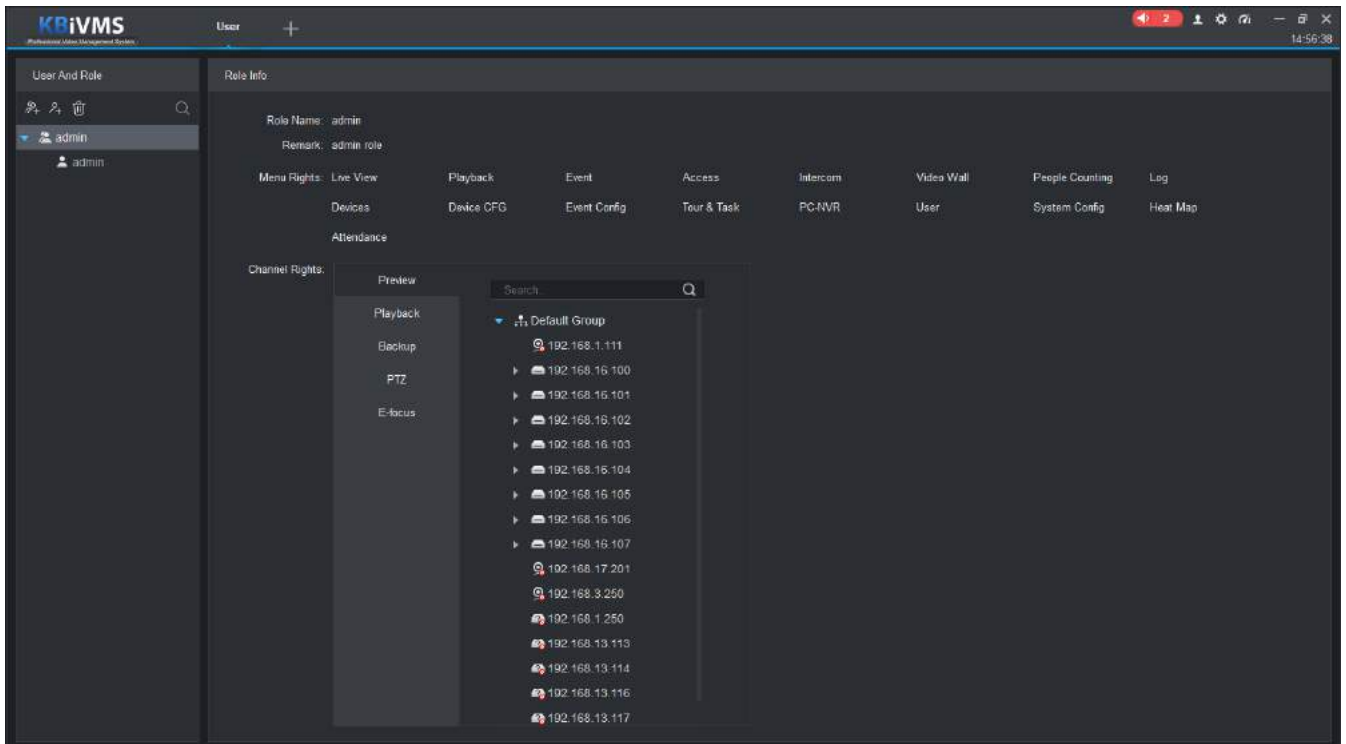 KBiVMS
Professional Video Management System
User
2
14:56:38
User And Role
Role Info
admin
admin
Role Name: admin
Remark: admin role
Menu Rights: Live View Playback Event Access Intercom Video Wall People Counting Log
Devices Device CFG Event Config Tour & Task PC-NVR User System Config Heat Map
Attendance
Channel Rights:
Preview
Playback
Backup
PTZ
E-focus
Search...
Default Group
192.168.1.111
192.168.16.100
192.168.16.101
192.168.16.102
192.168.16.103
192.168.16.104
192.168.16.105
192.168.16.106
192.168.16.107
192.168.17.201
192.168.3.250
192.168.1.250
192.168.13.113
192.168.13.114
192.168.13.116
192.168.13.117